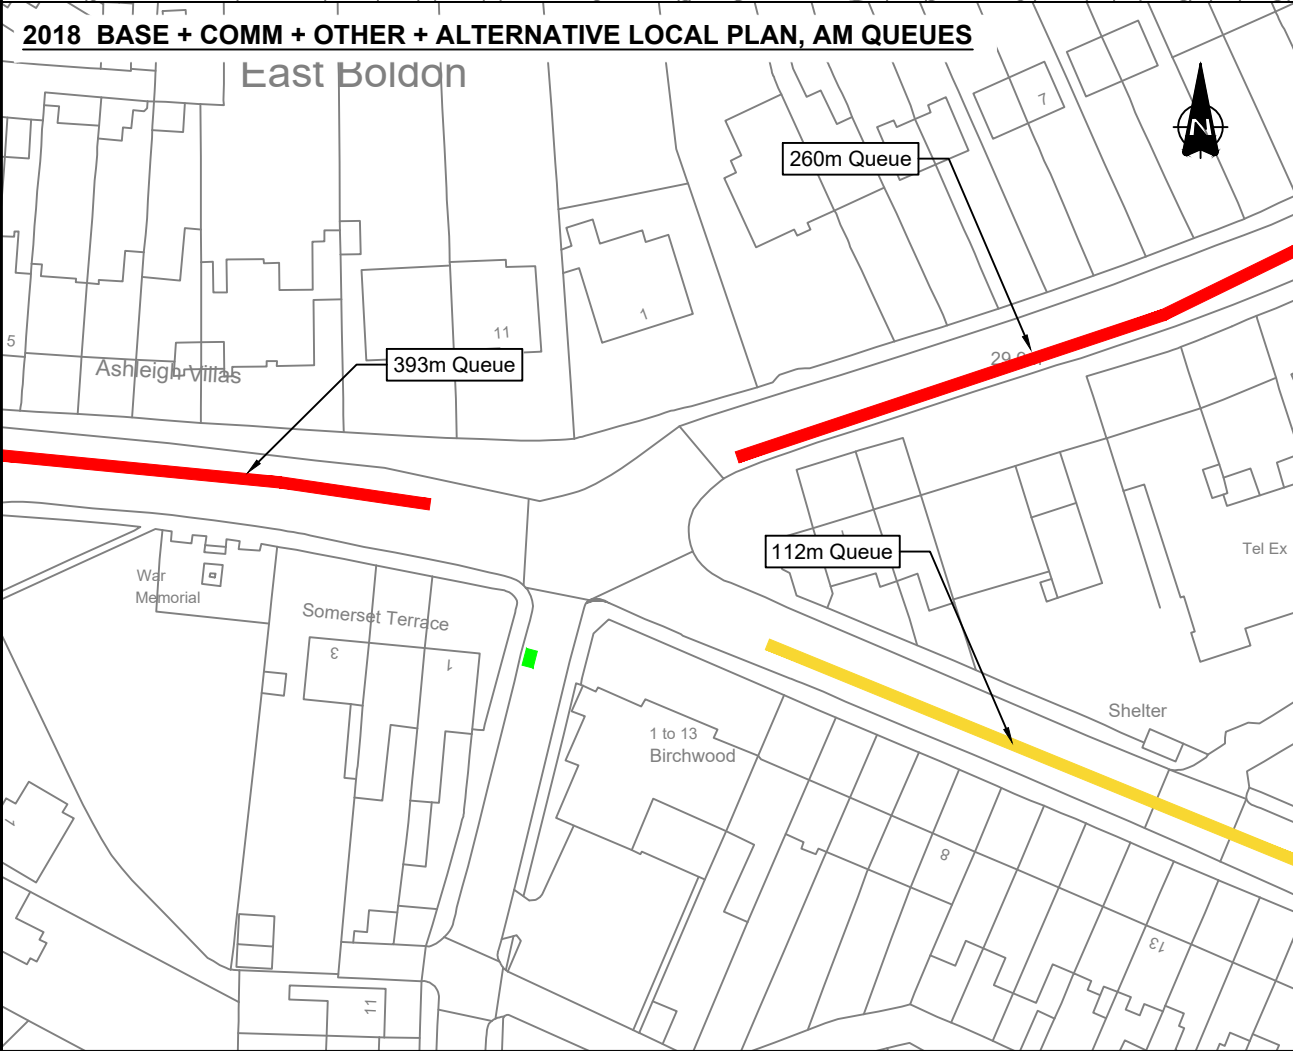 2018 BASE + COMM + OTHER + ALTERNATIVE LOCAL PLAN, AM QUEUES
East Boldon
7
N
260m Queue
1
11
5
393m Queue
Ashleigh Villas
112m Queue
Tel Ex
War
Memorial
Somerset Terrace
3
1
Shelter
1 to 13
Birchwood
8
13
11